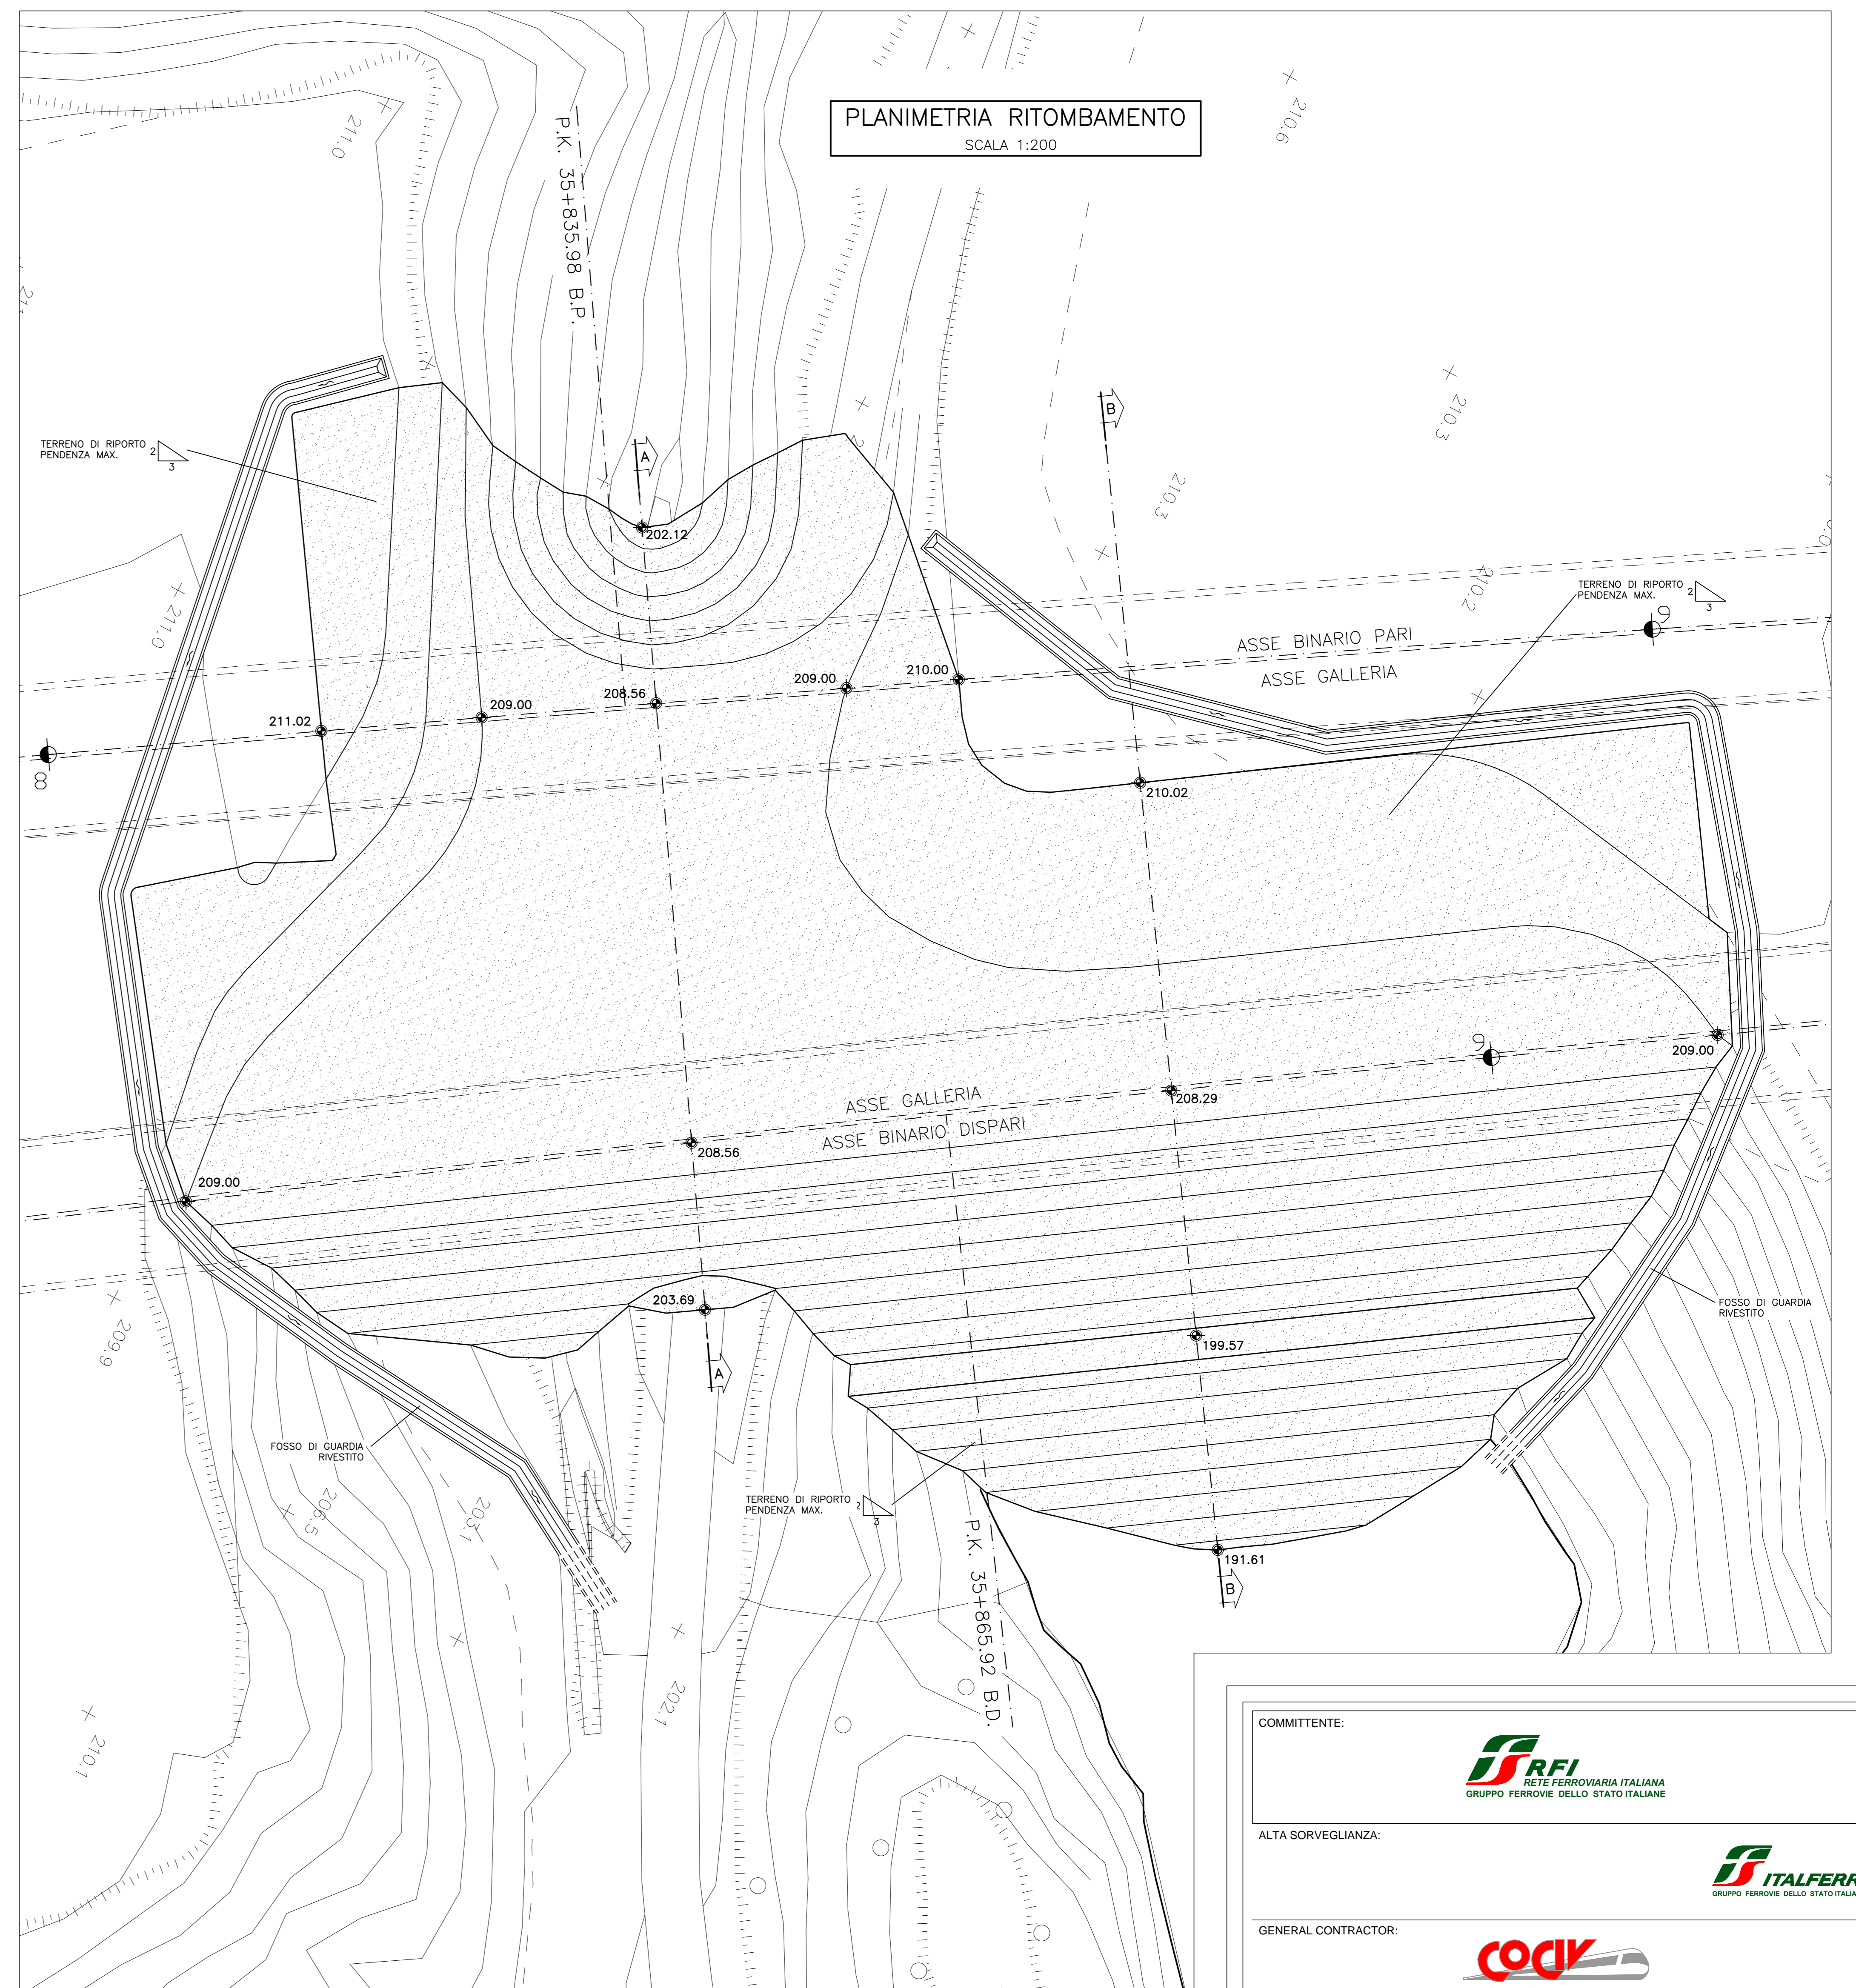 PLANIMETRIA RITOMBAMENTO
SCALA 1:200
211.0
P.K. 35+835.98 B.P.
210.6
TERRENO DI RIPORTO
PENDENZA MAX.
2
3
A
B
210.3
210.3
202.12
211.0
210.2
TERRENO DI RIPORTO
PENDENZA MAX.
2
3
9
ASSE BINARIO PARI
ASSE GALLERIA
210.00
209.00
208.56
209.00
211.02
8
210.02
209.00
9
208.29
ASSE GALLERIA
ASSE BINARIO DISPARI
208.56
209.00
203.69
199.57
FOSSO DI GUARDIA
RIVESTITO
209.9
A
FOSSO DI GUARDIA
RIVESTITO
206.5
203.1
TERRENO DI RIPORTO
PENDENZA MAX.
2
3
P.K. 35+865.92 B.D.
191.61
B
202.1
210.1
COMMITTENTE:
RFI
RETE FERROVIARIA ITALIANA
GRUPPO FERROVIE DELLO STATO ITALIANE
ALTA SORVEGLIANZA:
ITALFERR
GRUPPO FERROVIE DELLO STATO ITALIA
GENERAL CONTRACTOR:
COCIV